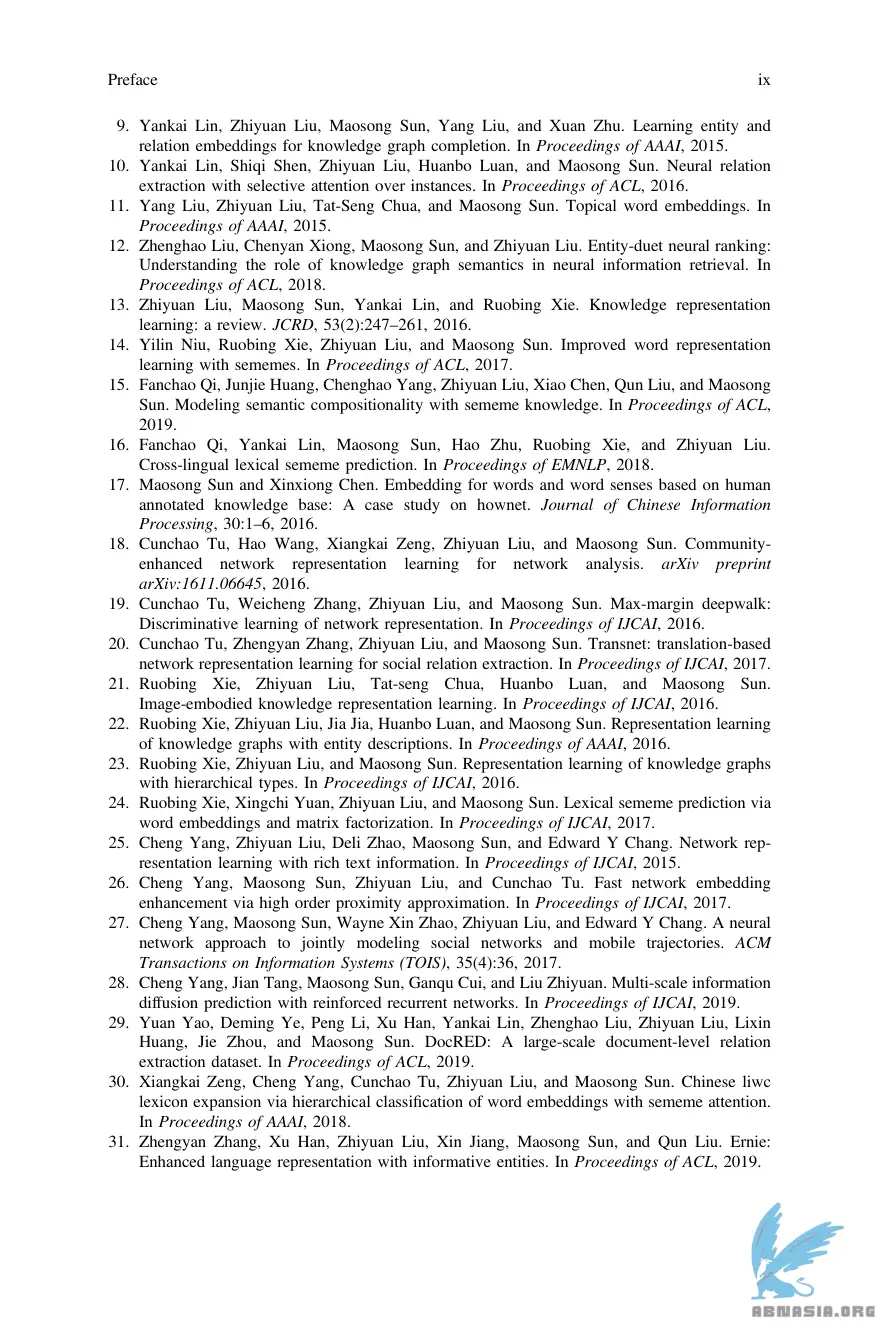 Preface ix
9. Yankai Lin, Zhiyuan Liu, Maosong Sun, Yang Liu, and Xuan Zhu. Learning entity and
relation embeddings for knowledge graph completion. In Proceedings of AAAI, 2015.
10. Yankai Lin, Shiqi Shen, Zhiyuan Liu, Huanbo Luan, and Maosong Sun. Neural relation
extraction with selective attention over instances. In Proceedings of ACL, 2016.
11. Yang Liu, Zhiyuan Liu, Tat-Seng Chua, and Maosong Sun. Topical word embeddings. In
Proceedings of AAAI, 2015.
12. Zhenghao Liu, Chenyan Xiong, Maosong Sun, and Zhiyuan Liu. Entity-duet neural ranking:
Understanding the role of knowledge graph semantics in neural information retrieval. In
Proceedings of ACL, 2018.
13. Zhiyuan Liu, Maosong Sun, Yankai Lin, and Ruobing Xie. Knowledge representation
learning: a review. JCRD, 53(2):247–261, 2016.
14. Yilin Niu, Ruobing Xie, Zhiyuan Liu, and Maosong Sun. Improved word representation
learning with sememes. In Proceedings of ACL, 2017.
15. Fanchao Qi, Junjie Huang, Chenghao Yang, Zhiyuan Liu, Xiao Chen, Qun Liu, and Maosong
Sun. Modeling semantic compositionality with sememe knowledge. In Proceedings of ACL,
2019.
16. Fanchao Qi, Yankai Lin, Maosong Sun, Hao Zhu, Ruobing Xie, and Zhiyuan Liu.
Cross-lingual lexical sememe prediction. In Proceedings of EMNLP, 2018.
17. Maosong Sun and Xinxiong Chen. Embedding for words and word senses based on human
annotated knowledge base: A case study on hownet. Journal of Chinese Information
Processing, 30:1–6, 2016.
18. Cunchao Tu, Hao Wang, Xiangkai Zeng, Zhiyuan Liu, and Maosong Sun. Community-
enhanced network representation learning for network analysis. arXiv preprint
arXiv:1611.06645, 2016.
19. Cunchao Tu, Weicheng Zhang, Zhiyuan Liu, and Maosong Sun. Max-margin deepwalk:
Discriminative learning of network representation. In Proceedings of IJCAI, 2016.
20. Cunchao Tu, Zhengyan Zhang, Zhiyuan Liu, and Maosong Sun. Transnet: translation-based
network representation learning for social relation extraction. In Proceedings of IJCAI, 2017.
21. Ruobing Xie, Zhiyuan Liu, Tat-seng Chua, Huanbo Luan, and Maosong Sun.
Image-embodied knowledge representation learning. In Proceedings of IJCAI, 2016.
22. Ruobing Xie, Zhiyuan Liu, Jia Jia, Huanbo Luan, and Maosong Sun. Representation learning
of knowledge graphs with entity descriptions. In Proceedings of AAAI, 2016.
23. Ruobing Xie, Zhiyuan Liu, and Maosong Sun. Representation learning of knowledge graphs
with hierarchical types. In Proceedings of IJCAI, 2016.
24. Ruobing Xie, Xingchi Yuan, Zhiyuan Liu, and Maosong Sun. Lexical sememe prediction via
word embeddings and matrix factorization. In Proceedings of IJCAI, 2017.
25. Cheng Yang, Zhiyuan Liu, Deli Zhao, Maosong Sun, and Edward Y Chang. Network rep-
resentation learning with rich text information. In Proceedings of IJCAI, 2015.
26. Cheng Yang, Maosong Sun, Zhiyuan Liu, and Cunchao Tu. Fast network embedding
enhancement via high order proximity approximation. In Proceedings of IJCAI, 2017.
27. Cheng Yang, Maosong Sun, Wayne Xin Zhao, Zhiyuan Liu, and Edward Y Chang. A neural
network approach to jointly modeling social networks and mobile trajectories. ACM
Transactions on Information Systems (TOIS), 35(4):36, 2017.
28. Cheng Yang, Jian Tang, Maosong Sun, Ganqu Cui, and Liu Zhiyuan. Multi-scale information
diffusion prediction with reinforced recurrent networks. In Proceedings of IJCAI, 2019.
29. Yuan Yao, Deming Ye, Peng Li, Xu Han, Yankai Lin, Zhenghao Liu, Zhiyuan Liu, Lixin
Huang, Jie Zhou, and Maosong Sun. DocRED: A large-scale document-level relation
extraction dataset. In Proceedings of ACL, 2019.
30. Xiangkai Zeng, Cheng Yang, Cunchao Tu, Zhiyuan Liu, and Maosong Sun. Chinese liwc
lexicon expansion via hierarchical classification of word embeddings with sememe attention.
In Proceedings of AAAI, 2018.
31. Zhengyan Zhang, Xu Han, Zhiyuan Liu, Xin Jiang, Maosong Sun, and Qun Liu. Ernie:
Enhanced language representation with informative entities. In Proceedings of ACL, 2019.
ABNASIA.ORG